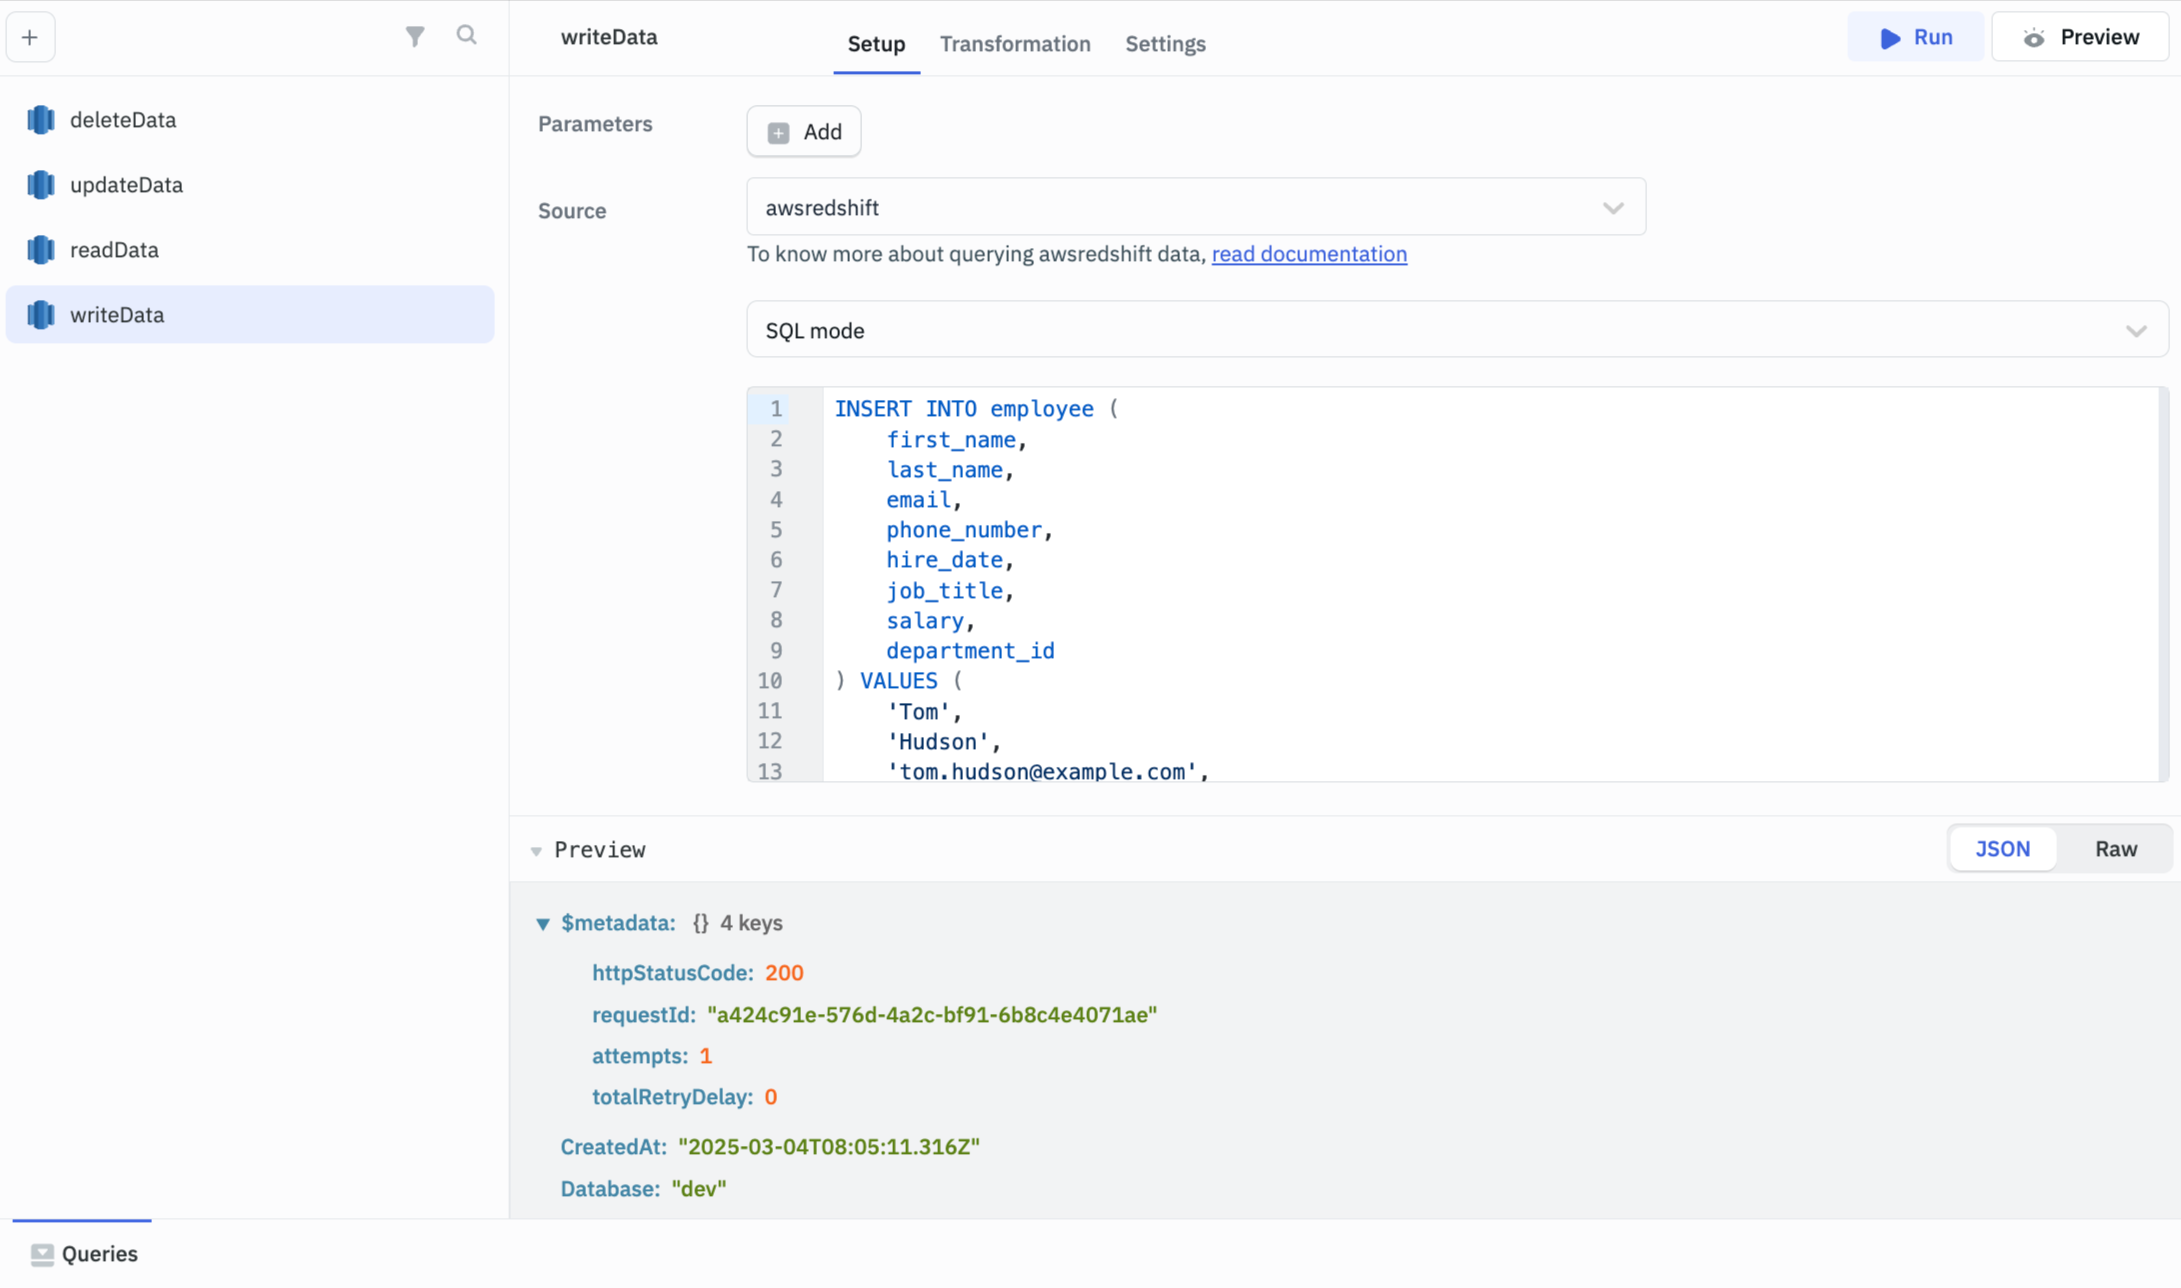 deleteData
updateData
readData
writeData
writeData
Setup
Transformation
Settings
Run
Preview
Parameters
Add
Source
awsredshift
To know more about querying awsredshift data, read documentation
SQL mode
1 INSERT INTO employee (
2 first_name,
3 last_name,
4 email,
5 phone_number,
6 hire_date,
7 job_title,
8 salary,
9 department_id
10 ) VALUES (
11 'Tom',
12 'Hudson',
13 'tom.hudson@example.com',
Preview
JSON
Raw
$metadata: {} 4 keys
httpStatusCode: 200
requestId: "a424c91e-576d-4a2c-bf91-6b8c4e4071ae"
attempts: 1
totalRetryDelay: 0
CreatedAt: "2025-03-04T08:05:11.316Z"
Database: "dev"
Queries